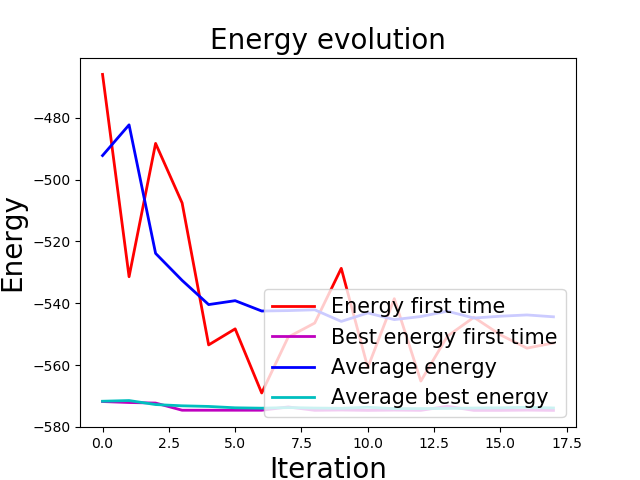 Energy evolution
Energy
−480
−500
−520
−540
−560
−580
Energy first time
Best energy first time
Average energy
Average best energy
0.0 2.5 5.0 7.5 10.0 12.5 15.0 17.5
Iteration